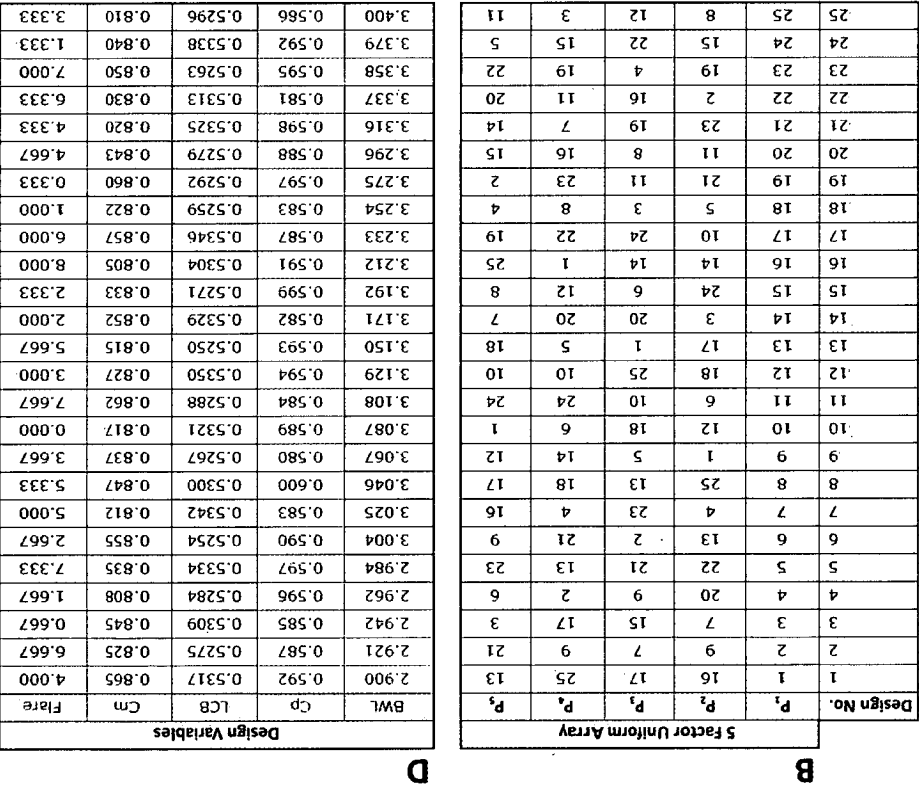 B D
5 Factor Uniform Array Design Variables
Design No. P₁ P₂ P₃ P₄ P₅ BWL Cp LCB Cm Flare
1 1 16 17 25 13 2.900 0.592 0.5317 0.865 4.000
2 2 9 7 9 21 2.921 0.587 0.5275 0.825 6.667
3 3 7 15 17 3 2.942 0.585 0.5309 0.845 0.667
4 4 20 9 2 6 2.962 0.596 0.5284 0.808 1.667
5 5 22 21 13 23 2.984 0.597 0.5334 0.835 7.333
6 6 13 2 21 9 3.004 0.590 0.5254 0.855 2.667
7 7 4 23 4 16 3.025 0.583 0.5342 0.812 5.000
8 8 25 13 18 17 3.046 0.600 0.5300 0.847 5.333
9 9 1 5 14 12 3.067 0.580 0.5267 0.837 3.667
10 10 12 18 6 1 3.087 0.589 0.5321 0.817 0.000
11 11 6 10 24 24 3.108 0.584 0.5288 0.862 7.667
12 12 18 25 10 10 3.129 0.594 0.5350 0.827 3.000
13 13 17 1 5 18 3.150 0.593 0.5250 0.815 5.667
14 14 3 20 20 7 3.171 0.582 0.5329 0.852 2.000
15 15 24 6 12 8 3.192 0.599 0.5271 0.833 2.333
16 16 14 14 1 25 3.212 0.591 0.5304 0.805 8.000
17 17 10 24 22 19 3.233 0.587 0.5346 0.857 6.000
18 18 5 3 8 4 3.254 0.583 0.5259 0.822 1.000
19 19 21 11 23 2 3.275 0.597 0.5292 0.860 0.333
20 20 11 8 16 15 3.296 0.588 0.5279 0.843 4.667
21 21 23 19 7 14 3.316 0.598 0.5325 0.820 4.333
22 22 2 16 11 20 3.337 0.581 0.5313 0.830 6.333
23 23 19 4 19 22 3.358 0.595 0.5263 0.850 7.000
24 24 15 22 15 5 3.379 0.592 0.5338 0.840 1.333
25 25 8 12 3 11 3.400 0.586 0.5296 0.810 3.333